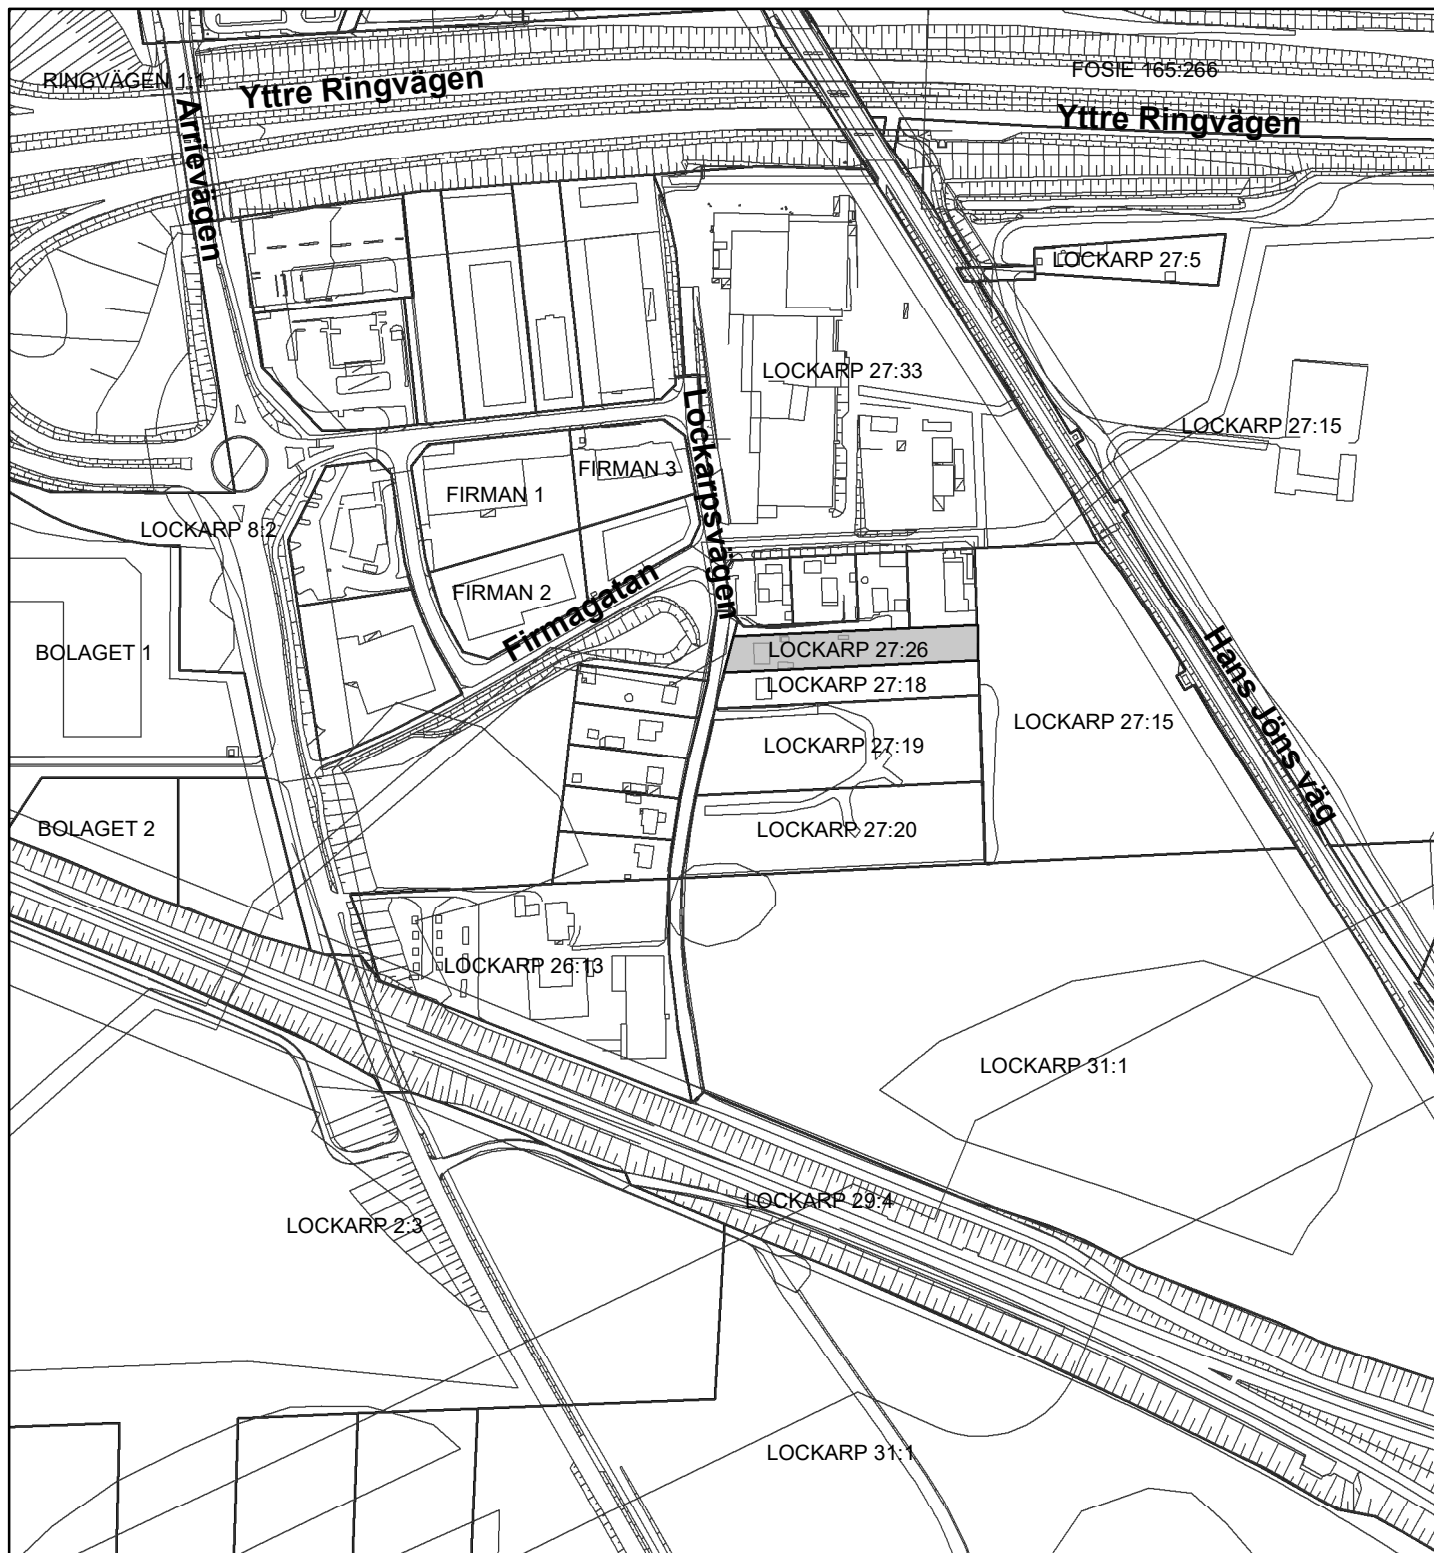 RINGVÄGEN 1:1
Yttre Ringvägen
FOSIE 165:266
Yttre Ringvägen
Arrievägen
LOCKARP 27:5
LOCKARP 27:33
LOCKARP 27:15
Lockarpsvägen
FIRMAN 3
FIRMAN 1
LOCKARP 8:2
FIRMAN 2
Firmagatan
BOLAGET 1
LOCKARP 27:26
LOCKARP 27:18
Hans Jöns väg
LOCKARP 27:15
LOCKARP 27:19
BOLAGET 2
LOCKARP 27:20
LOCKARP 26:13
LOCKARP 31:1
LOCKARP 29:4
LOCKARP 2:3
LOCKARP 31:1